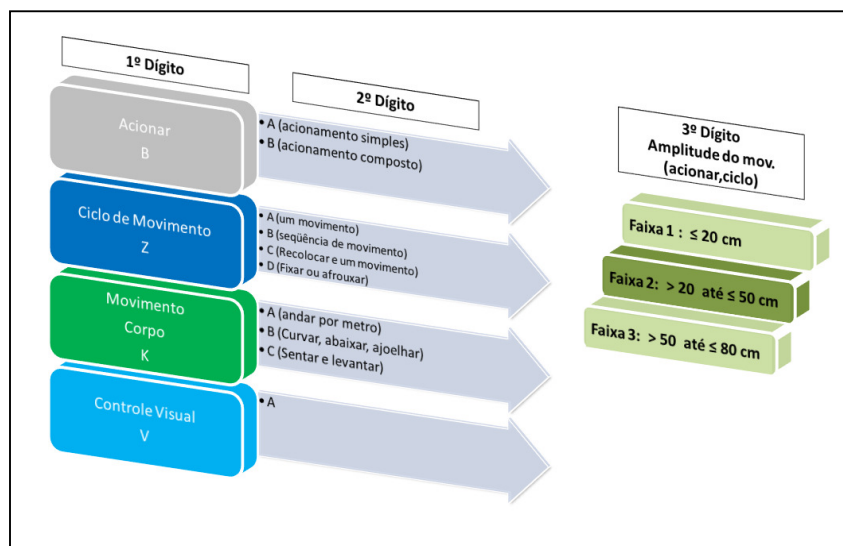 1º Dígito
2º Dígito
3º Dígito
Amplitude do mov.
(acionar,ciclo)
Acionar
B
• A (acionamento simples)
• B (acionamento composto)
Ciclo de Movimento
Z
• A (um movimento)
• B (seqüência de movimento)
• C (Recolocar e um movimento)
• D (Fixar ou afrouxar)
Movimento
Corpo
K
• A (andar por metro)
• B (Curvar, abaixar, ajoelhar)
• C (Sentar e levantar)
Controle Visual
V
• A
Faixa 1 : ≤ 20 cm
Faixa 2: > 20 até ≤ 50 cm
Faixa 3: > 50 até ≤ 80 cm